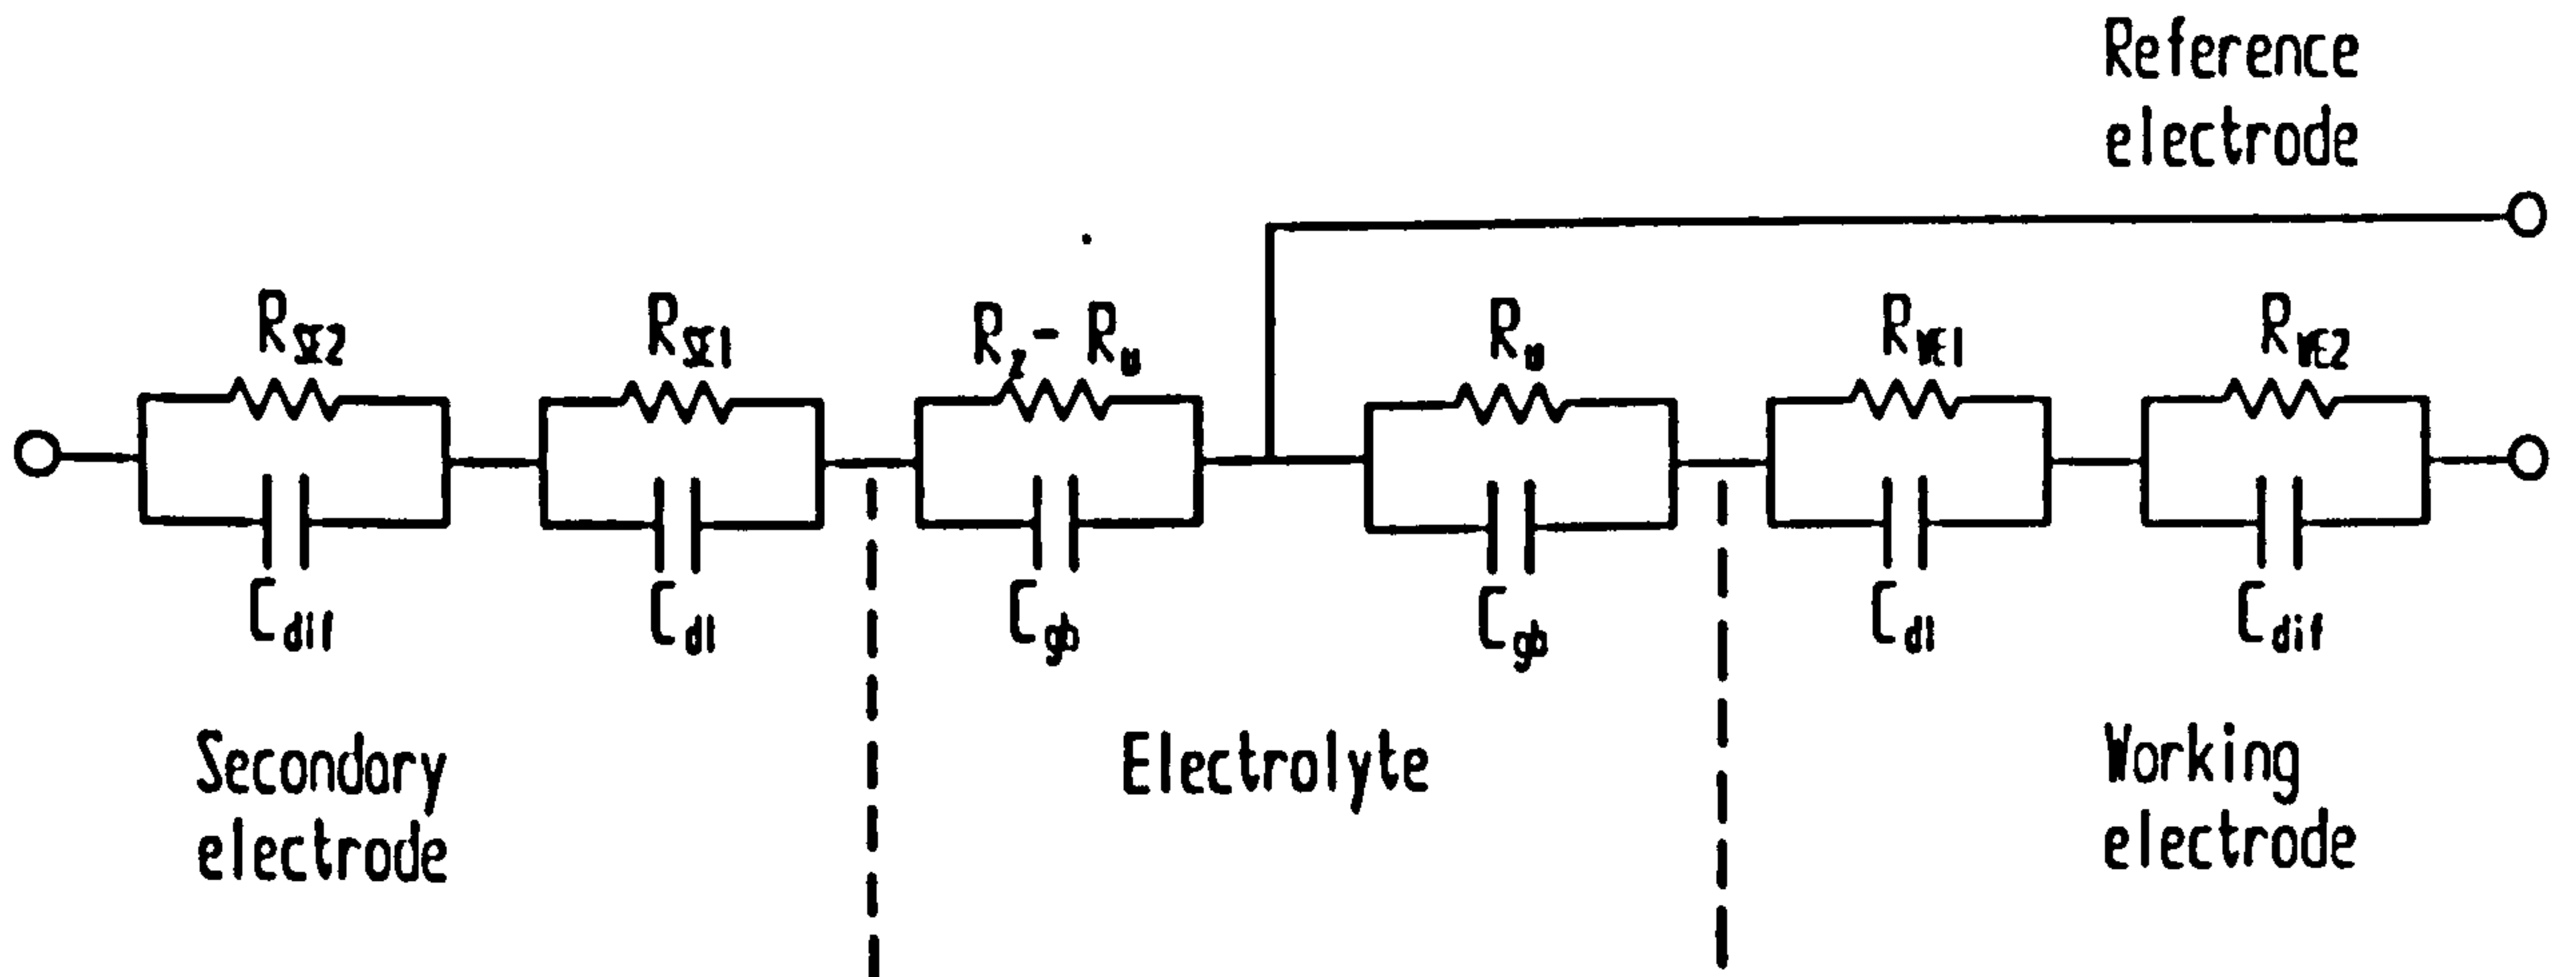 Reference
electrode
R_SE2 R_SE1 R_z - R_u R_u R_WE1 R_WE2
C_dif C_dl C_gb C_gb C_dl C_dif
Secondary
electrode
Electrolyte
Working
electrode